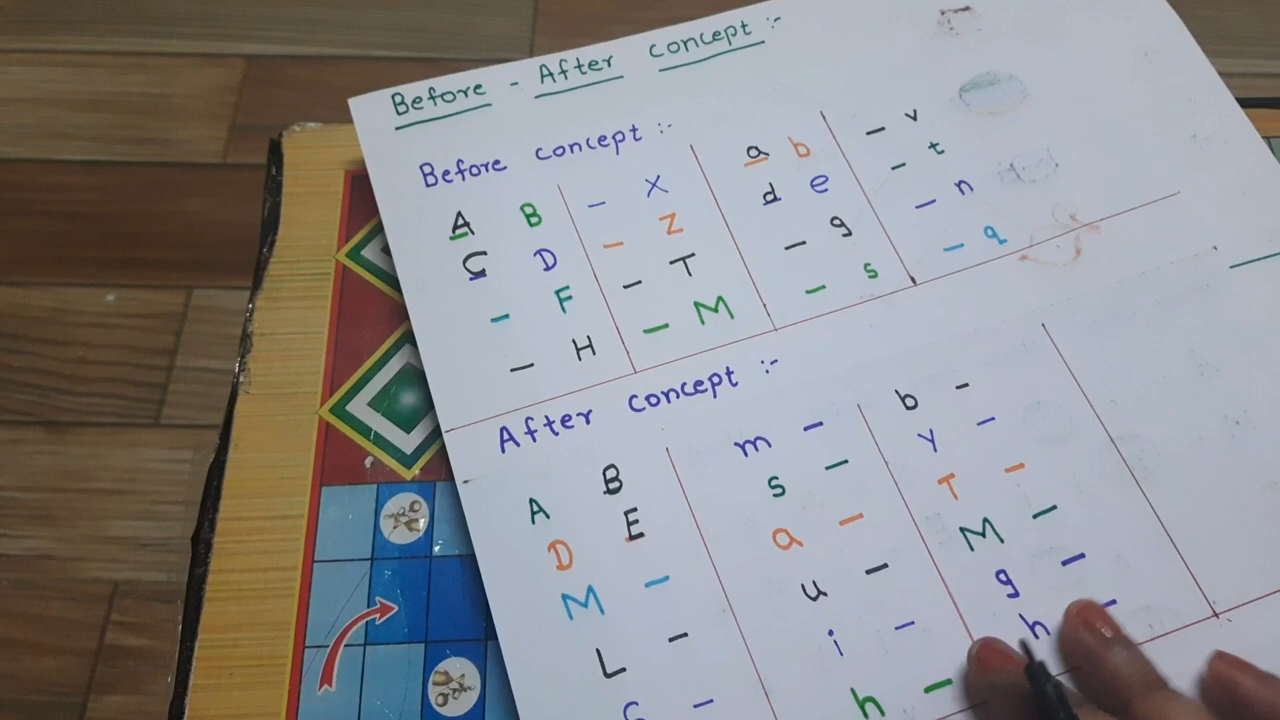 Before - After concept :-
Before concept :-
A B
C D
_ F
_ H
_ X
_ Z
_ T
_ M
a b
d e
_ g
_ s
_ v
_ t
_ n
_ q
After concept :-
A B
D E
M _
L _
C _
m _
s _
a _
u _
i _
h _
b _
Y _
T _
M _
g _
h _